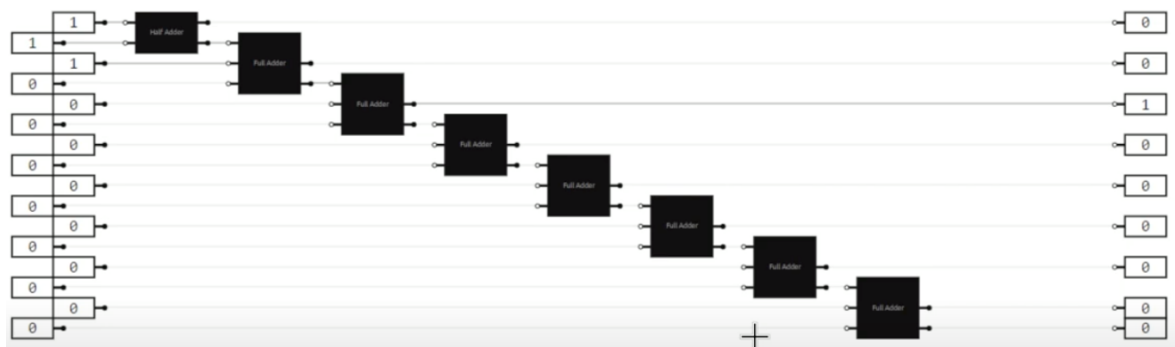 1 Half Adder 0
1
1 Full Adder 0
0
0 Full Adder 1
0
0 Full Adder 0
0
0 Full Adder 0
0
0 Full Adder 0
0
0 Full Adder 0
0
0 Full Adder 0
0 0